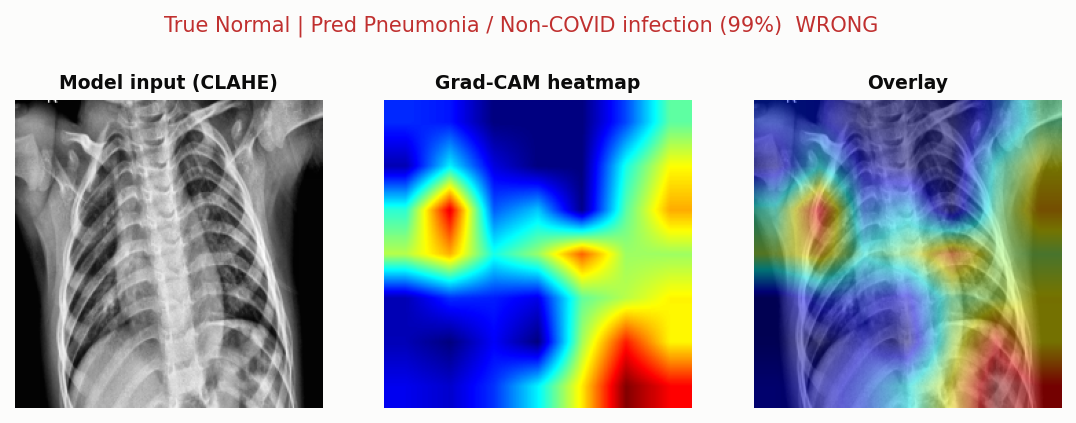 True Normal | Pred Pneumonia / Non-COVID infection (99%)  WRONG
Model input (CLAHE)
Grad-CAM heatmap
Overlay